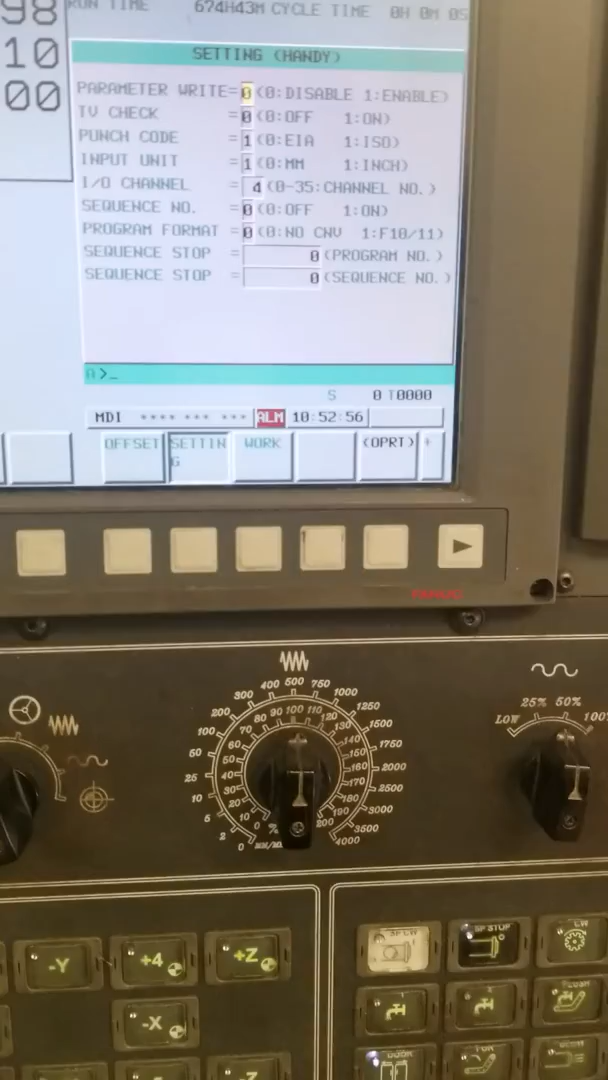 98
RUN TIME 674H43M CYCLE TIME 0H 0M 0S
10
00
SETTING (HANDY)
PARAMETER WRITE=0(0:DISABLE 1:ENABLE)
TV CHECK =0(0:OFF 1:ON)
PUNCH CODE =1(0:EIA 1:ISO)
INPUT UNIT =1(0:MM 1:INCH)
I/O CHANNEL = 4(0-35:CHANNEL NO.)
SEQUENCE NO. =0(0:OFF 1:ON)
PROGRAM FORMAT =0(0:NO CNV 1:F10/11)
SEQUENCE STOP = 0(PROGRAM NO.)
SEQUENCE STOP = 0(SEQUENCE NO.)
A>_
S 0 T0000
MDI **** *** *** ALM 10:52:56
OFFSET SETTIN WORK (OPRT) +
G
FANUC
0 2 5 10 25 50 100 200 300 400 500 750 1000 1250 1500 1750 2000 2500 3000 3500 4000
0 10 20 30 40 50 60 70 80 90 100 110 120 130 140 150 160 170 180 190 200
%
LOW 25% 50% 100%
-Y +4 +Z
SP CW SP STOP CW
-X
DOOR